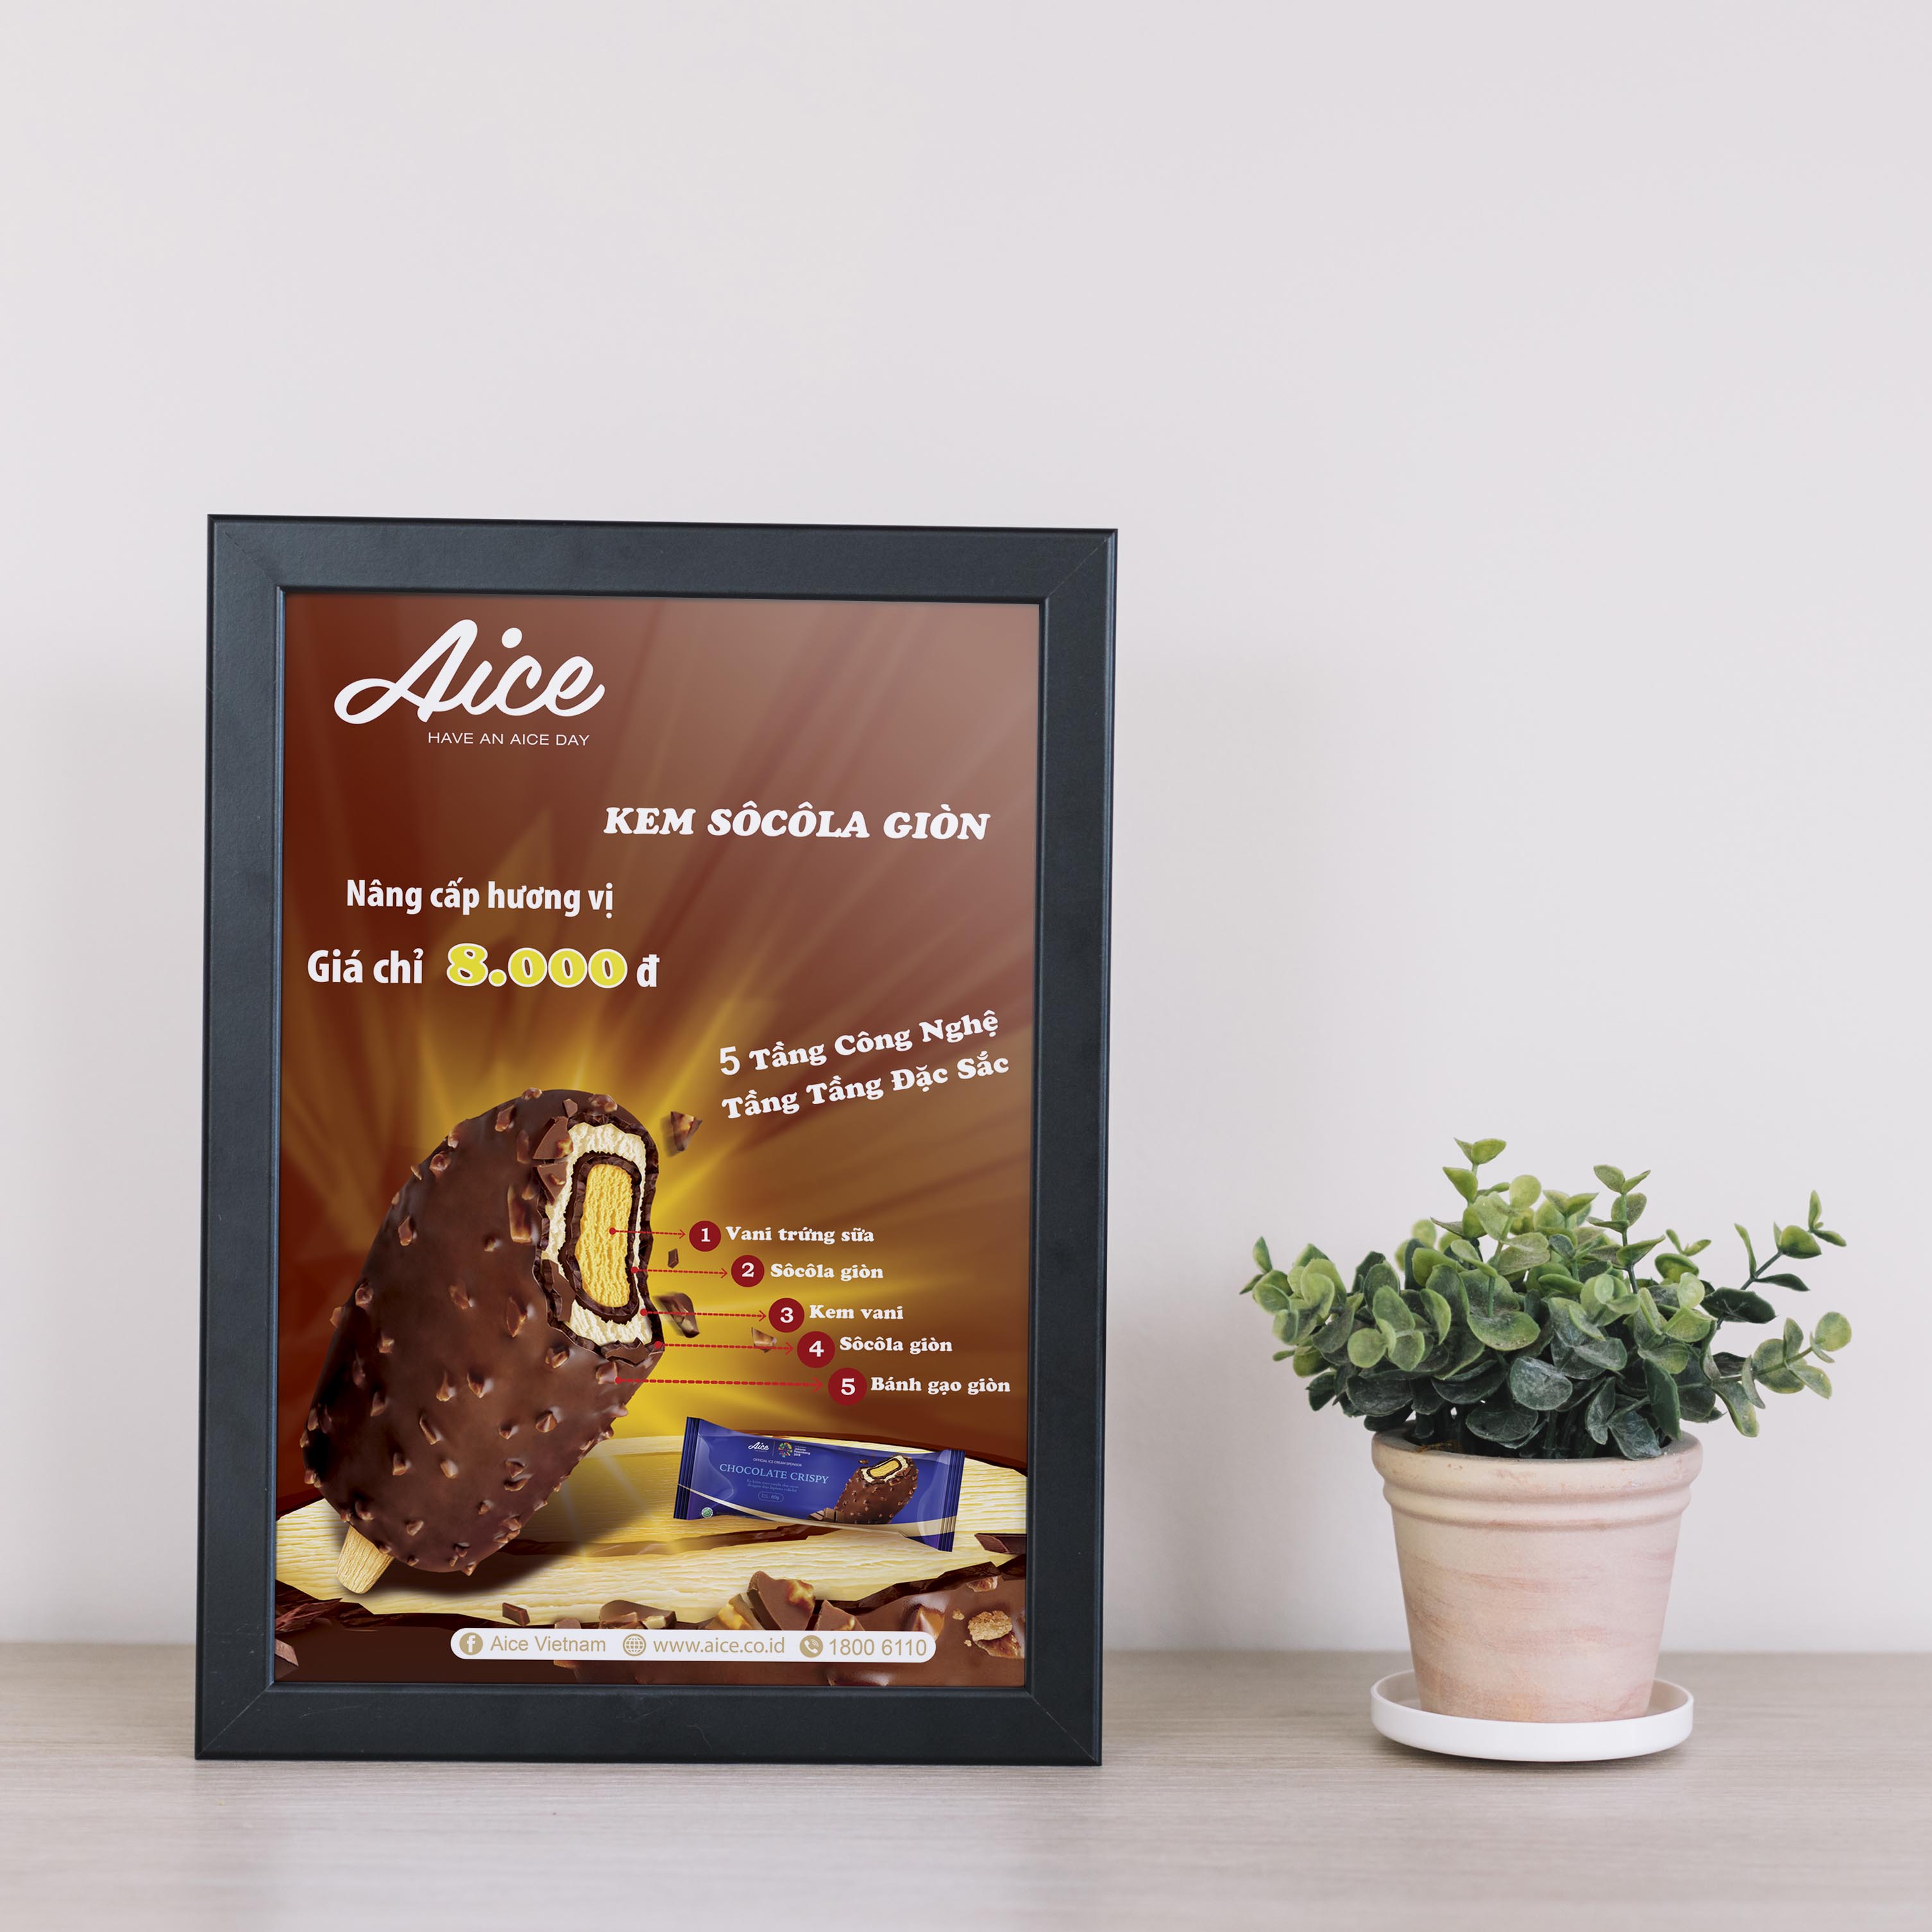 Aice
HAVE AN AICE DAY
KEM SÔCÔLA GIÒN
Nâng cấp hương vị
Giá chỉ 8.000 đ
5 Tầng Công Nghệ
Tầng Tầng Đặc Sắc
1 Vani trứng sữa
2 Sôcôla giòn
3 Kem vani
4 Sôcôla giòn
5 Bánh gạo giòn
Aice
OFFICIAL ICE CREAM SPONSOR
CHOCOLATE CRISPY
Aice Vietnam www.aice.co.id 1800 6110